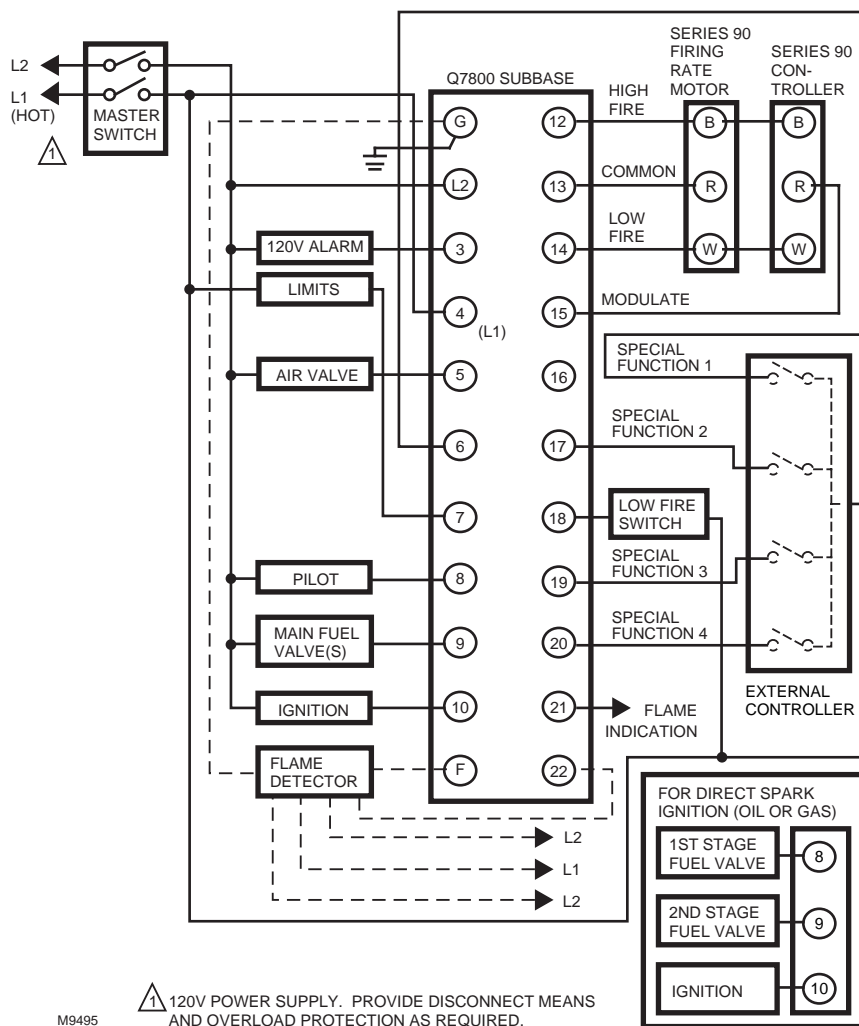 L2
L1
(HOT)
1
MASTER
SWITCH
Q7800 SUBBASE
SERIES 90
FIRING
RATE
MOTOR
SERIES 90
CON-
TROLLER
HIGH
FIRE
COMMON
LOW
FIRE
MODULATE
B
R
W
B
R
W
G
L2
3
4
(L1)
5
6
7
8
9
10
F
12
13
14
15
16
17
18
19
20
21
22
120V ALARM
LIMITS
AIR VALVE
PILOT
MAIN FUEL
VALVE(S)
IGNITION
FLAME
DETECTOR
L2
L1
L2
SPECIAL
FUNCTION 1
SPECIAL
FUNCTION 2
LOW FIRE
SWITCH
SPECIAL
FUNCTION 3
SPECIAL
FUNCTION 4
FLAME
INDICATION
EXTERNAL
CONTROLLER
FOR DIRECT SPARK
IGNITION (OIL OR GAS)
1ST STAGE
FUEL VALVE
8
2ND STAGE
FUEL VALVE
9
IGNITION
10
1 120V POWER SUPPLY. PROVIDE DISCONNECT MEANS
AND OVERLOAD PROTECTION AS REQUIRED.
M9495